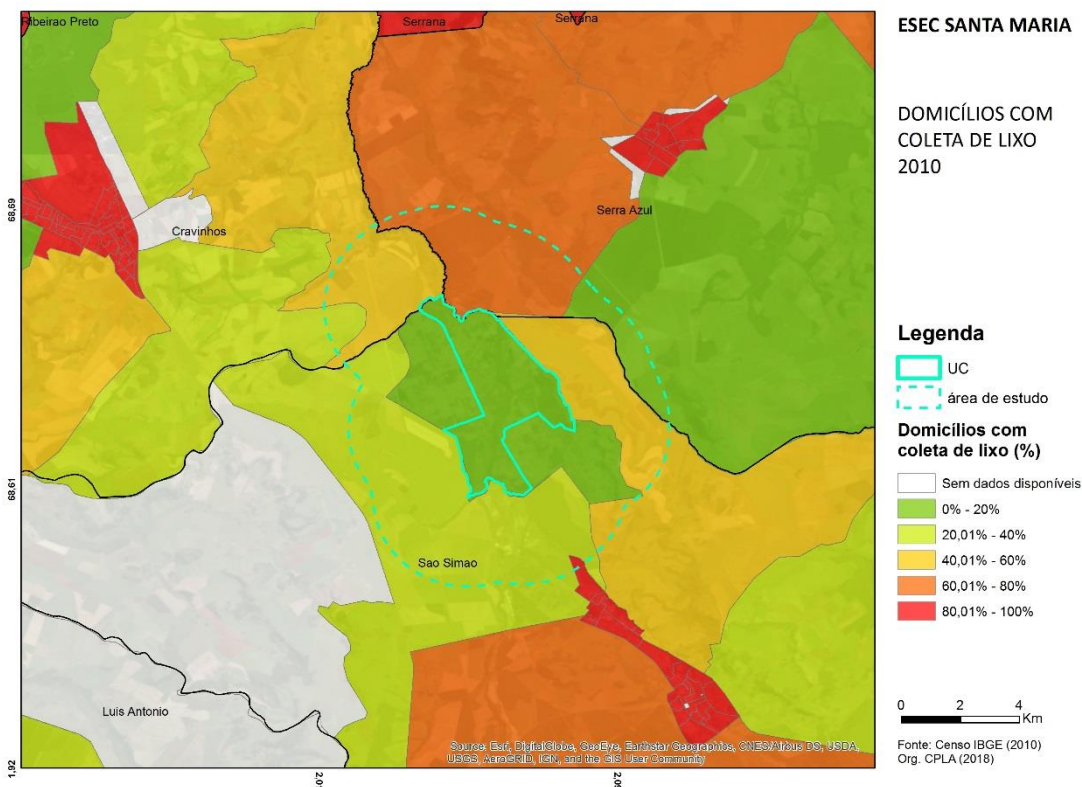 Ribeirao Preto
Serrana
Serrana
ESEC SANTA MARIA
DOMICÍLIOS COM
COLETA DE LIXO
2010
68,69
Serra Azul
Cravinhos
Legenda
UC
área de estudo
Domicílios com
coleta de lixo (%)
Sem dados disponíveis
0% - 20%
20,01% - 40%
40,01% - 60%
60,01% - 80%
80,01% - 100%
68,61
Sao Simao
Luis Antonio
0 2 4
Km
Source: Esri, DigitalGlobe, GeoEye, Earthstar Geographics, CNES/Airbus DS, USDA,
USGS, AeroGRID, IGN, and the GIS User Community
Fonte: Censo IBGE (2010)
Org. CPLA (2018)